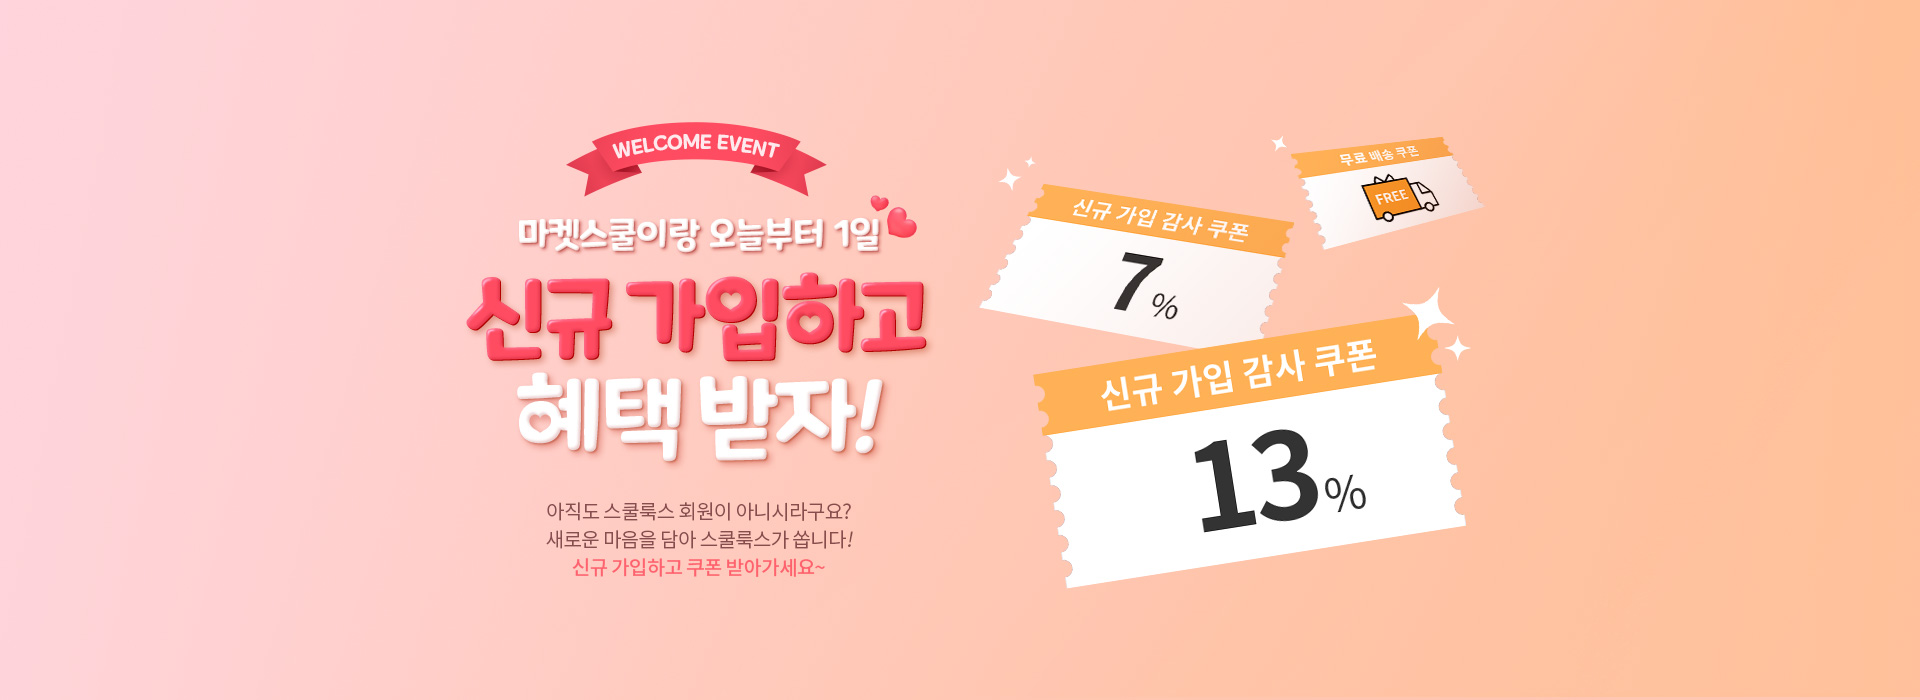 WELCOME EVENT
마켓스쿨이랑 오늘부터 1일
신규 가입하고
혜택 받자!
아직도 스쿨룩스 회원이 아니시라구요?
새로운 마음을 담아 스쿨룩스가 쏩니다!
신규 가입하고 쿠폰 받아가세요~
무료 배송 쿠폰
FREE
신규 가입 감사 쿠폰
7%
신규 가입 감사 쿠폰
13%